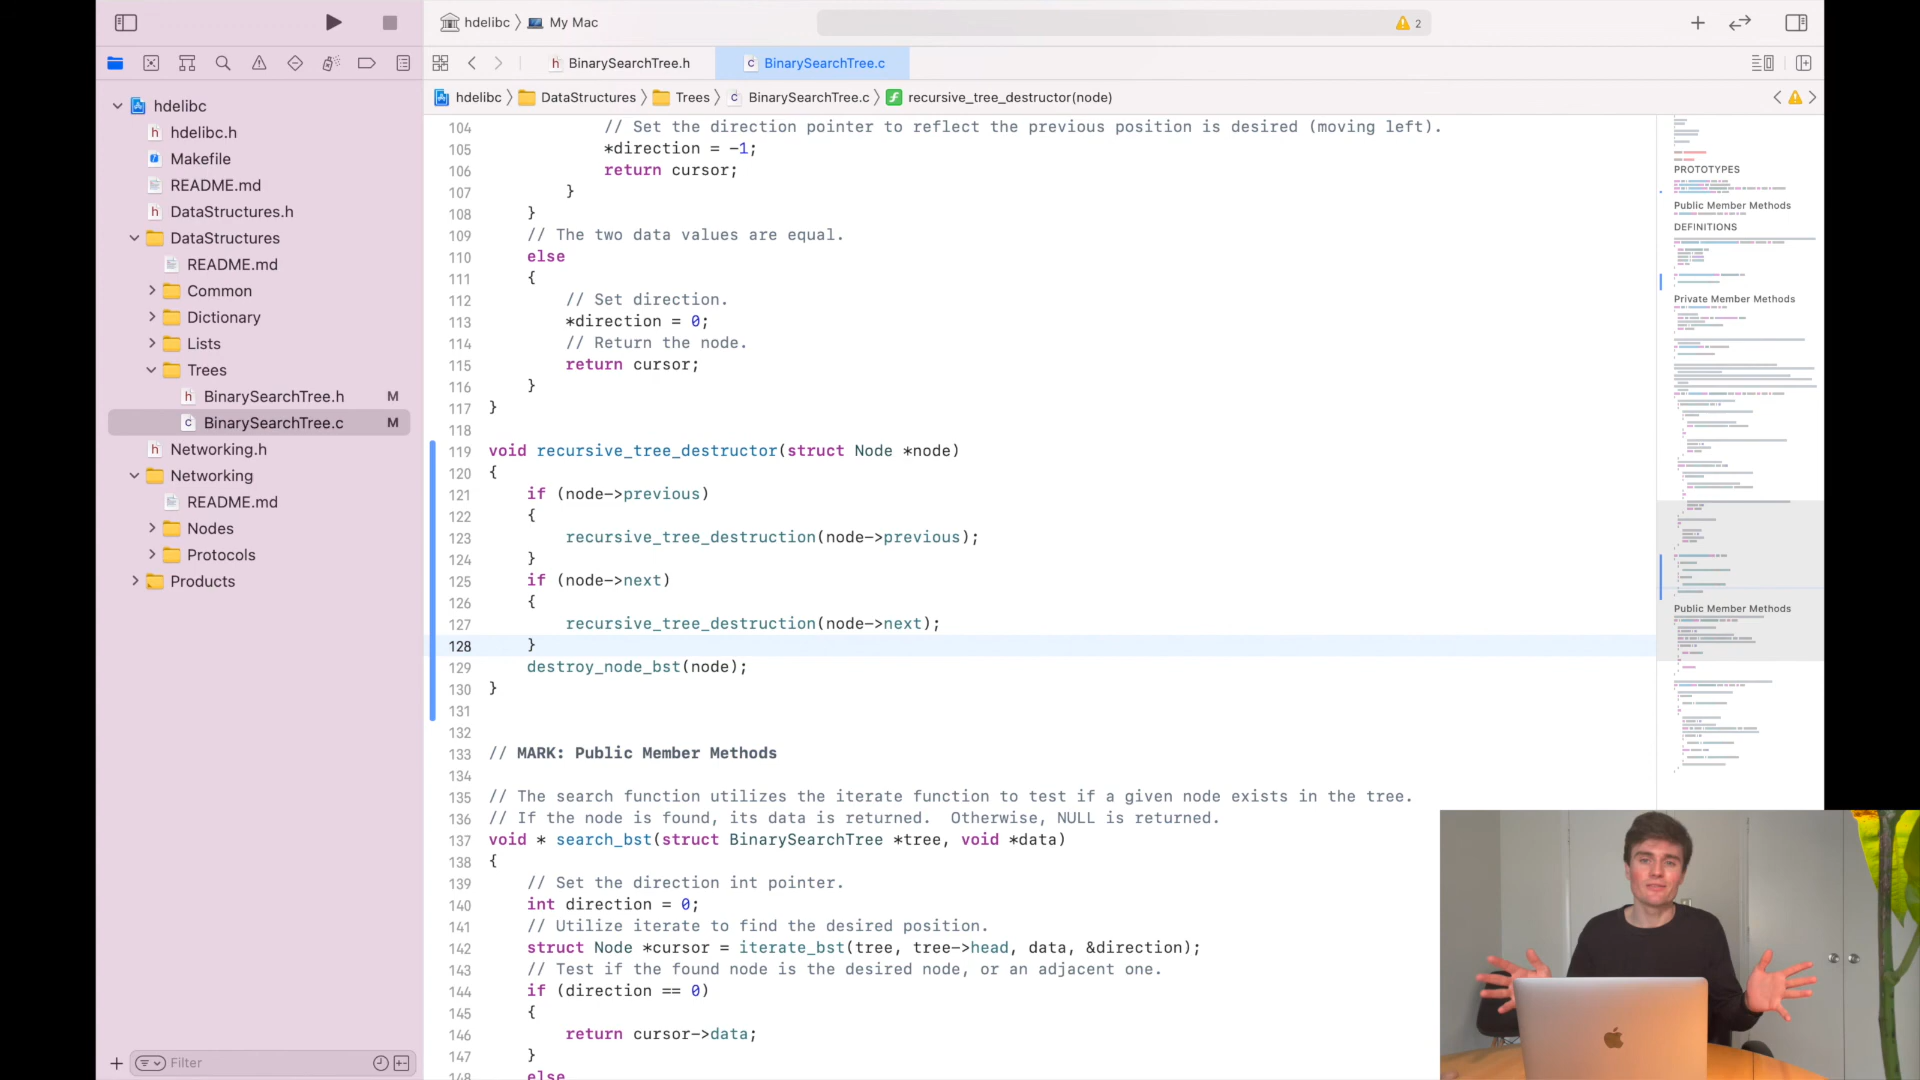 hdelibc 〉 My Mac
2
BinarySearchTree.h
BinarySearchTree.c
hdelibc 〉 DataStructures 〉 Trees 〉 BinarySearchTree.c 〉 recursive_tree_destructor(node)
hdelibc
hdelibc.h
Makefile
README.md
DataStructures.h
DataStructures
README.md
Common
Dictionary
Lists
Trees
BinarySearchTree.h M
BinarySearchTree.c M
Networking.h
Networking
README.md
Nodes
Protocols
Products
Filter
104 // Set the direction pointer to reflect the previous position is desired (moving left).
105 *direction = -1;
106 return cursor;
107 }
108 }
109 // The two data values are equal.
110 else
111 {
112 // Set direction.
113 *direction = 0;
114 // Return the node.
115 return cursor;
116 }
117 }
118
119 void recursive_tree_destructor(struct Node *node)
120 {
121 if (node->previous)
122 {
123 recursive_tree_destruction(node->previous);
124 }
125 if (node->next)
126 {
127 recursive_tree_destruction(node->next);
128 }
129 destroy_node_bst(node);
130 }
131
132
133 // MARK: Public Member Methods
134
135 // The search function utilizes the iterate function to test if a given node exists in the tree.
136 // If the node is found, its data is returned.  Otherwise, NULL is returned.
137 void * search_bst(struct BinarySearchTree *tree, void *data)
138 {
139 // Set the direction int pointer.
140 int direction = 0;
141 // Utilize iterate to find the desired position.
142 struct Node *cursor = iterate_bst(tree, tree->head, data, &direction);
143 // Test if the found node is the desired node, or an adjacent one.
144 if (direction == 0)
145 {
146 return cursor->data;
147 }
148 else
PROTOTYPES
Public Member Methods
DEFINITIONS
Private Member Methods
Public Member Methods